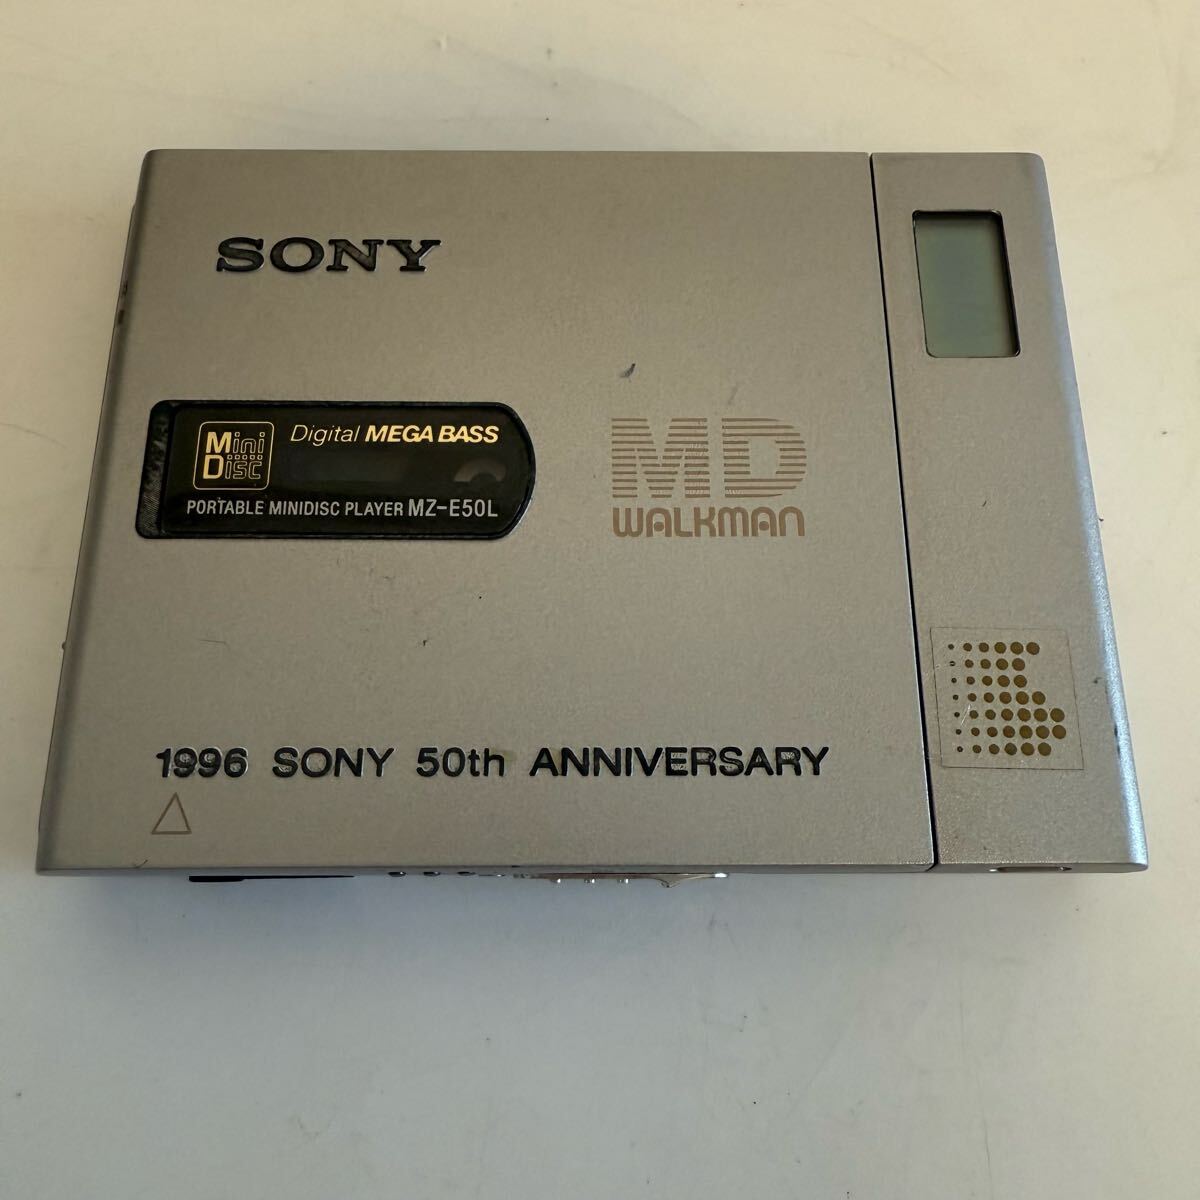 SONY
Mini Disc
Digital MEGA BASS
PORTABLE MINIDISC PLAYER MZ-E50L
MD
WALKMAN
1996 SONY 50th ANNIVERSARY